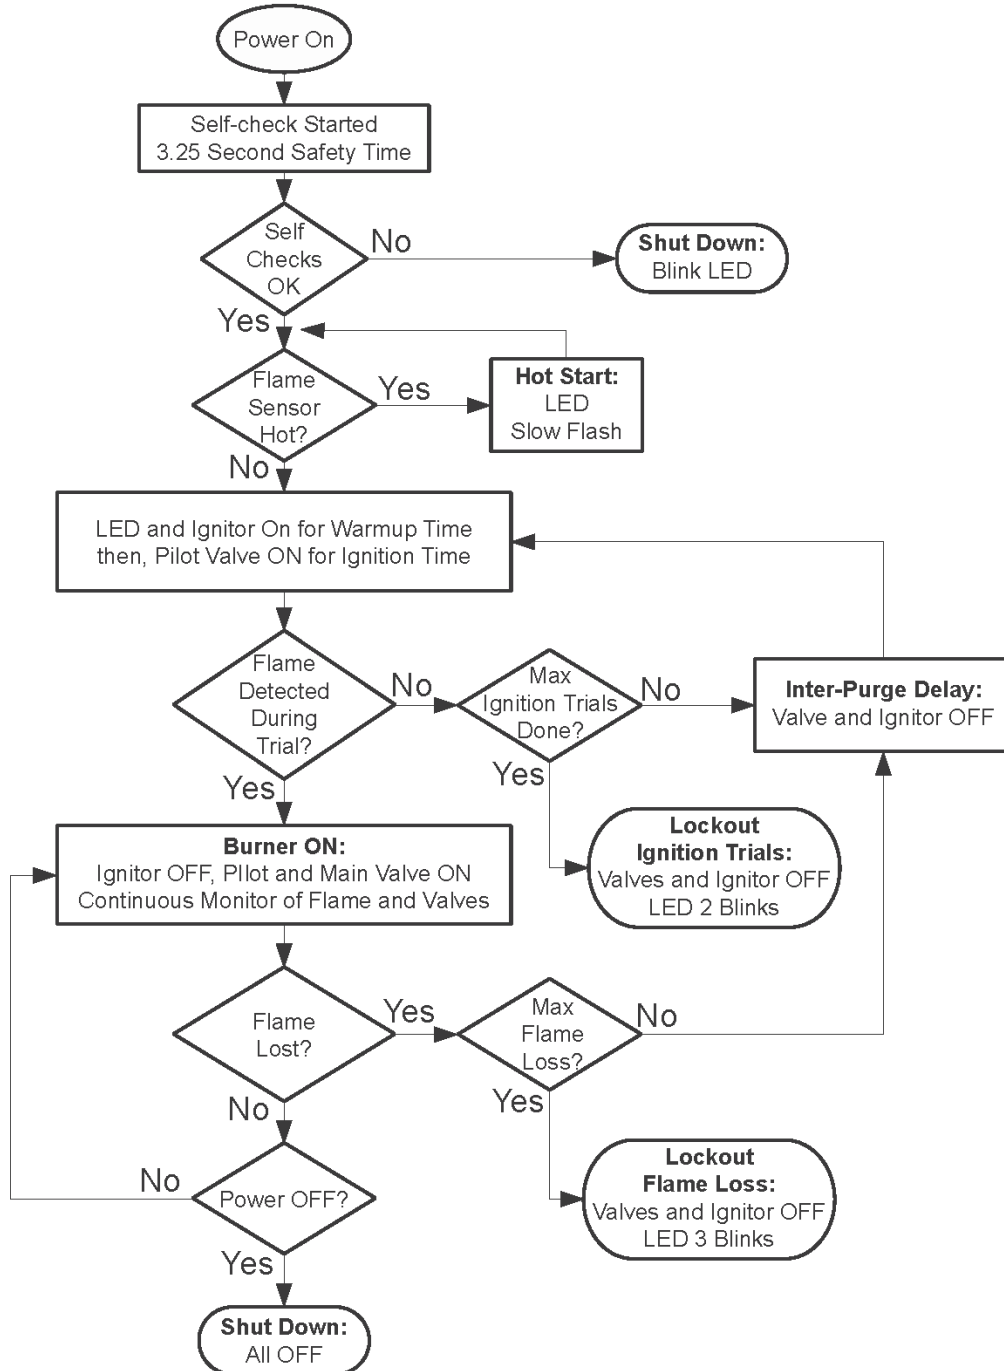 Power On
Self-check Started
3.25 Second Safety Time
Self
Checks
OK
No
Shut Down:
Blink LED
Yes
Flame
Sensor
Hot?
Yes
Hot Start:
LED
Slow Flash
No
LED and Ignitor On for Warmup Time
then, Pilot Valve ON for Ignition Time
Flame
Detected
During
Trial?
No
Max
Ignition Trials
Done?
No
Inter-Purge Delay:
Valve and Ignitor OFF
Yes
Yes
Lockout
Ignition Trials:
Valves and Ignitor OFF
LED 2 Blinks
Burner ON:
Ignitor OFF, PIlot and Main Valve ON
Continuous Monitor of Flame and Valves
Flame
Lost?
Yes
Max
Flame
Loss?
No
Yes
No
Lockout
Flame Loss:
Valves and Ignitor OFF
LED 3 Blinks
Power OFF?
No
Yes
Shut Down:
All OFF